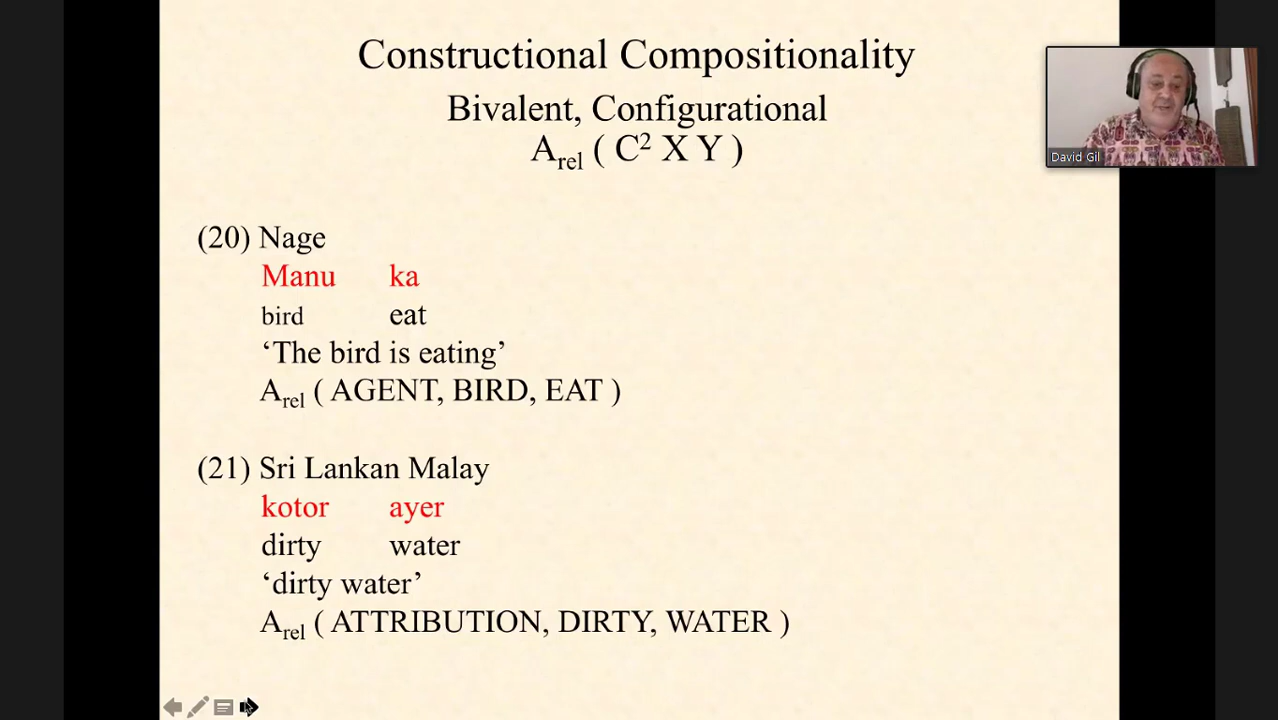 Constructional Compositionality
Bivalent, Configurational
Arel ( C² X Y )
David Gil
(20) Nage
Manu ka
bird eat
‘The bird is eating’
Arel ( AGENT, BIRD, EAT )
(21) Sri Lankan Malay
kotor ayer
dirty water
‘dirty water’
Arel ( ATTRIBUTION, DIRTY, WATER )